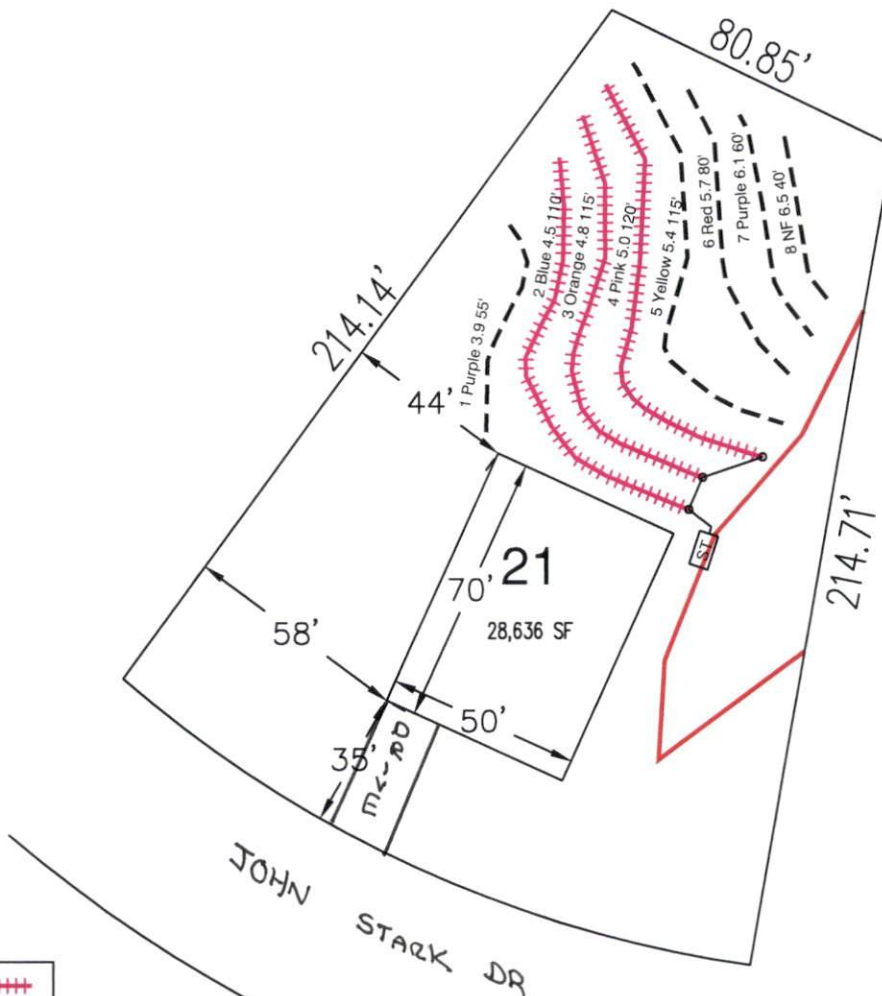 80.85'
214.14'
44'
1 Purple 3.9 55'
2 Blue 4.5 110'
3 Orange 4.8 115'
4 Pink 5.0 120'
5 Yellow 5.4 115'
6 Red 5.7 80'
7 Purple 6.1 60'
8 NF 6.5 40'
214.71'
ST
21
70'
28,636 SF
58'
50'
35'
DRIVE
JOHN STARK DR